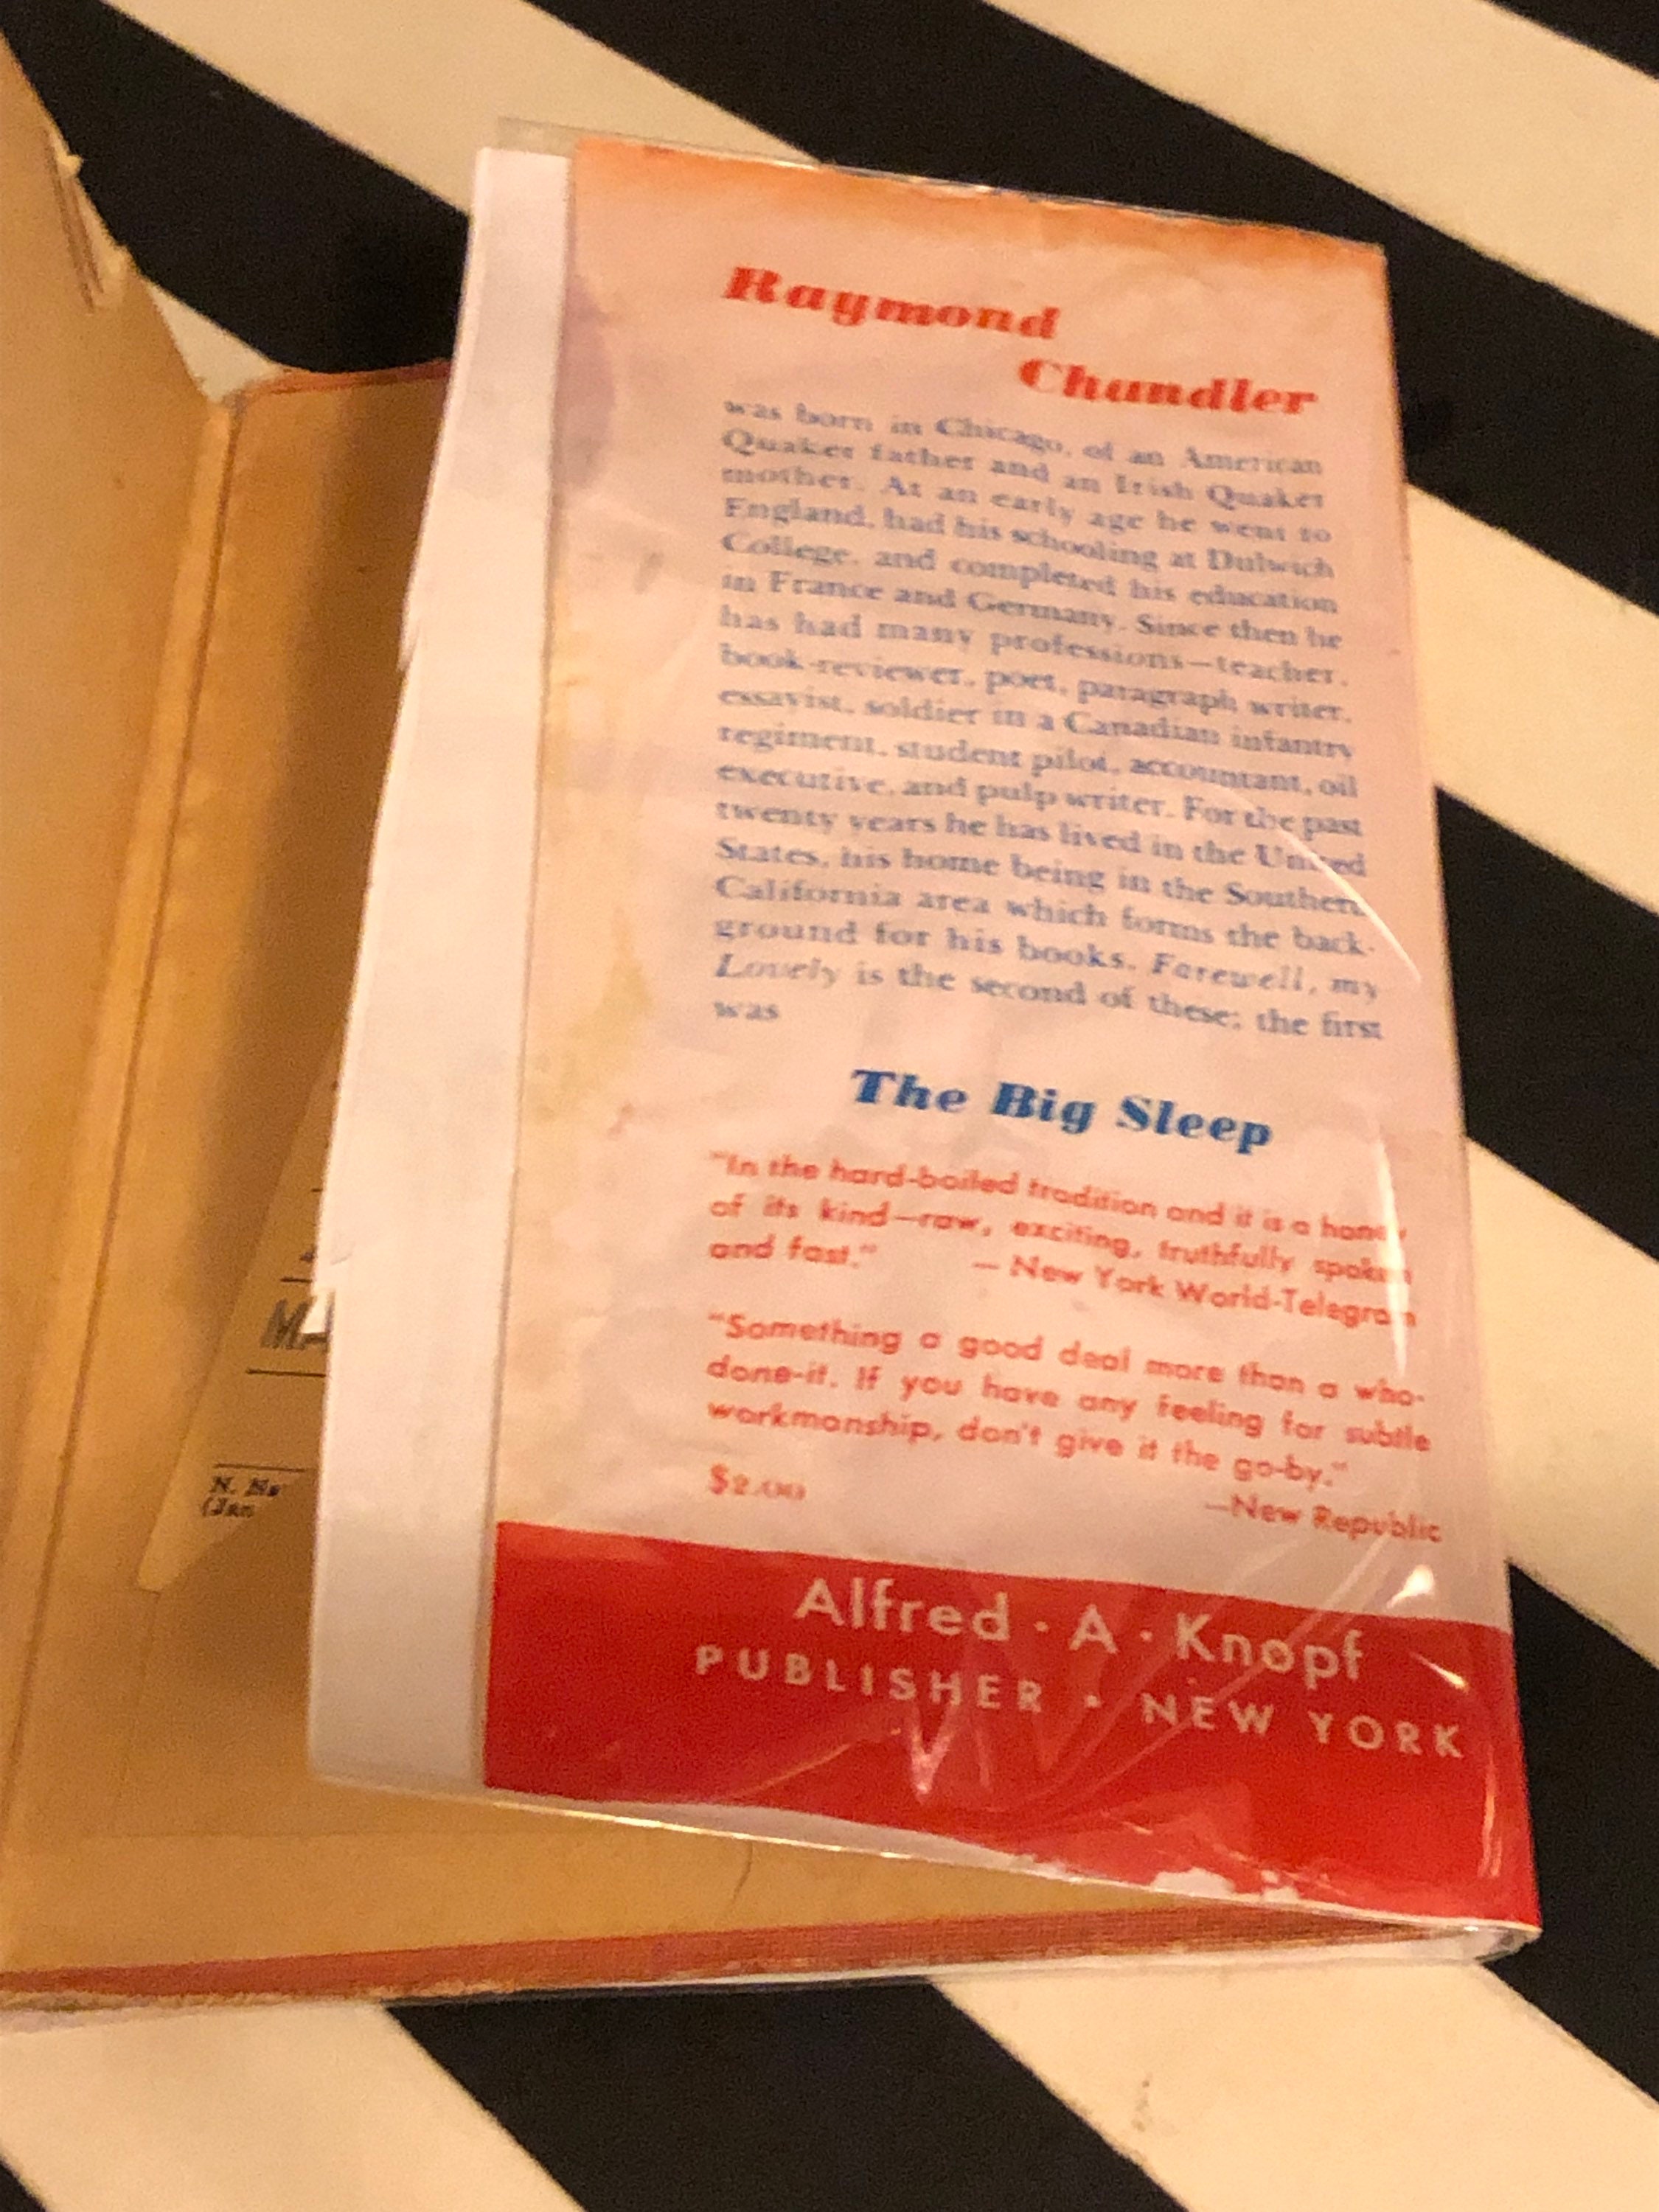 Raymond
Chandler
was born in Chicago, of an American
Quaker father and an Irish Quaker
mother. At an early age he went to
England, had his schooling at Dulwich
College, and completed his education
in France and Germany. Since then he
has had many professions—teacher,
book-reviewer, poet, paragraph writer,
essayist, soldier in a Canadian infantry
regiment, student pilot, accountant, oil
executive, and pulp writer. For the past
twenty years he has lived in the United
States, his home being in the Southern
California area which forms the back-
ground for his books. Farewell, my
Lovely is the second of these; the first
was
The Big Sleep
"In the hard-boiled tradition and it is a honey
of its kind—raw, exciting, truthfully spoken
and fast." — New York World-Telegram
"Something a good deal more than a who-
done-it. If you have any feeling for subtle
workmanship, don't give it the go-by."
$2.00 —New Republic
Alfred · A · Knopf
PUBLISHER · NEW YORK
MA
N.
(Jan